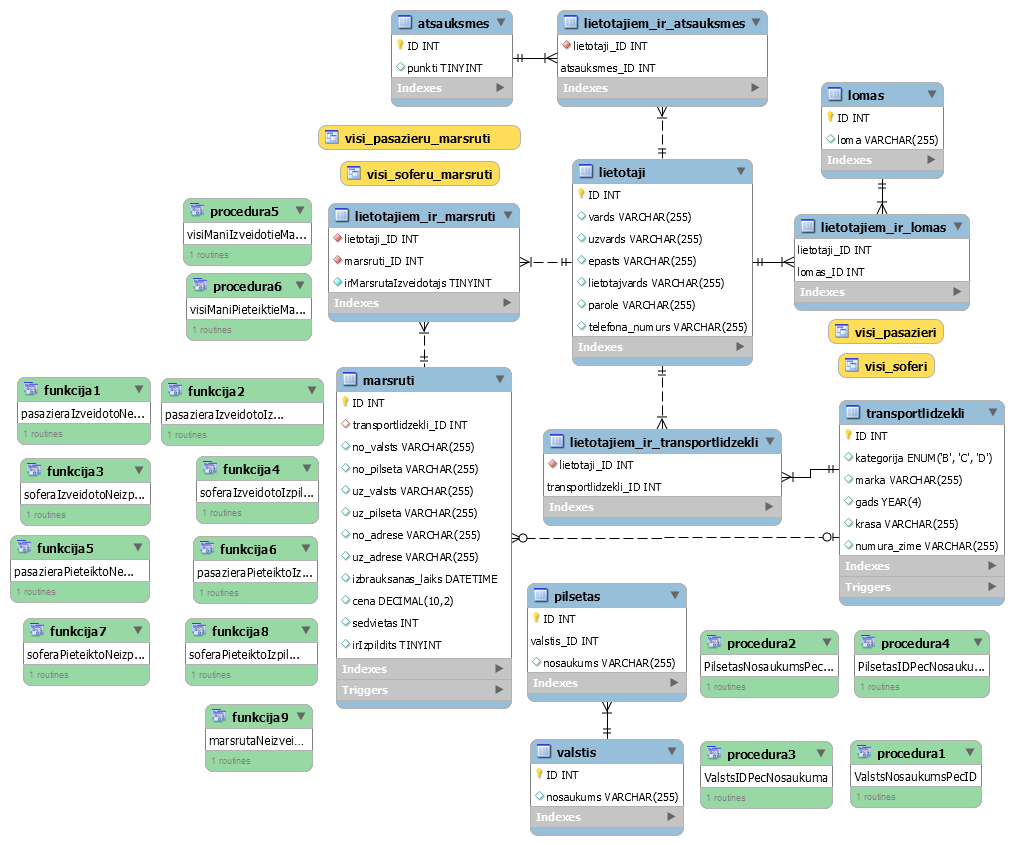 atsauksmes
ID INT
punkti TINYINT
Indexes
lietotajiem_ir_atsauksmes
lietotaji_ID INT
atsauksmes_ID INT
Indexes
lomas
ID INT
loma VARCHAR(255)
Indexes
visi_pasazieru_marsruti
visi_soferu_marsruti
lietotaji
ID INT
vards VARCHAR(255)
uzvards VARCHAR(255)
epasts VARCHAR(255)
lietotajvards VARCHAR(255)
parole VARCHAR(255)
telefona_numurs VARCHAR(255)
Indexes
procedura5
visiManiIzveidotieMa...
1 routines
procedura6
visiManiPieteiktieMa...
1 routines
lietotajiem_ir_marsruti
lietotaji_ID INT
marsruti_ID INT
irMarsrutaIzveidotajs TINYINT
Indexes
lietotajiem_ir_lomas
lietotaji_ID INT
lomas_ID INT
Indexes
visi_pasazieri
visi_soferi
marsruti
ID INT
transportlidzekli_ID INT
no_valsts VARCHAR(255)
no_pilseta VARCHAR(255)
uz_valsts VARCHAR(255)
uz_pilseta VARCHAR(255)
no_adrese VARCHAR(255)
uz_adrese VARCHAR(255)
izbrauksanas_laiks DATETIME
cena DECIMAL(10,2)
sedvietas INT
irIzpildits TINYINT
Indexes
Triggers
funkcija1
pasazieraIzveidotoNe...
1 routines
funkcija2
pasazieraIzveidotoIz...
1 routines
funkcija3
soferaIzveidotoNeizp...
1 routines
funkcija4
soferaIzveidotoIzpil...
1 routines
funkcija5
pasazieraPieteiktoNe...
1 routines
funkcija6
pasazieraPieteiktoIz...
1 routines
funkcija7
soferaPieteiktoNeizp...
1 routines
funkcija8
soferaPieteiktoIzpil...
1 routines
funkcija9
marsrutaNeizvei...
1 routines
lietotajiem_ir_transportlidzekli
lietotaji_ID INT
transportlidzekli_ID INT
Indexes
transportlidzekli
ID INT
kategorija ENUM('B', 'C', 'D')
marka VARCHAR(255)
gads YEAR(4)
krasa VARCHAR(255)
numura_zime VARCHAR(255)
Indexes
Triggers
pilsetas
ID INT
valstis_ID INT
nosaukums VARCHAR(255)
Indexes
procedura2
PilsetasNosaukumsPec...
1 routines
procedura4
PilsetasIDPecNosauku...
1 routines
valstis
ID INT
nosaukums VARCHAR(255)
Indexes
procedura3
ValstsIDPecNosaukuma
1 routines
procedura1
ValstsNosaukumsPecID
1 routines